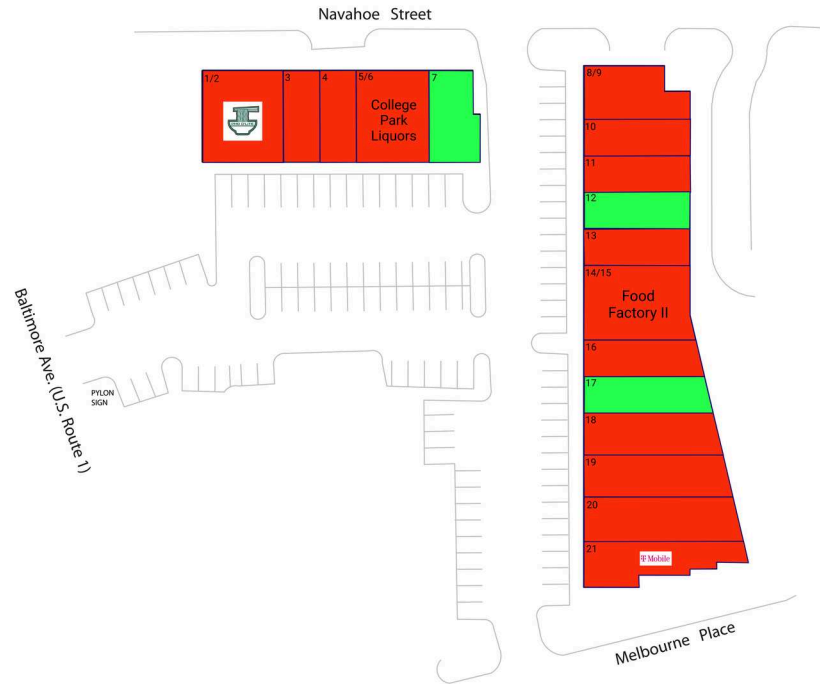 Navahoe Street
1/2
3
4
5/6
7
College
Park
Liquors
8/9
10
11
12
13
14/15
Food
Factory II
16
17
18
19
20
21
T Mobile
Baltimore Ave. (U.S. Route 1)
PYLON
SIGN
Melbourne Place